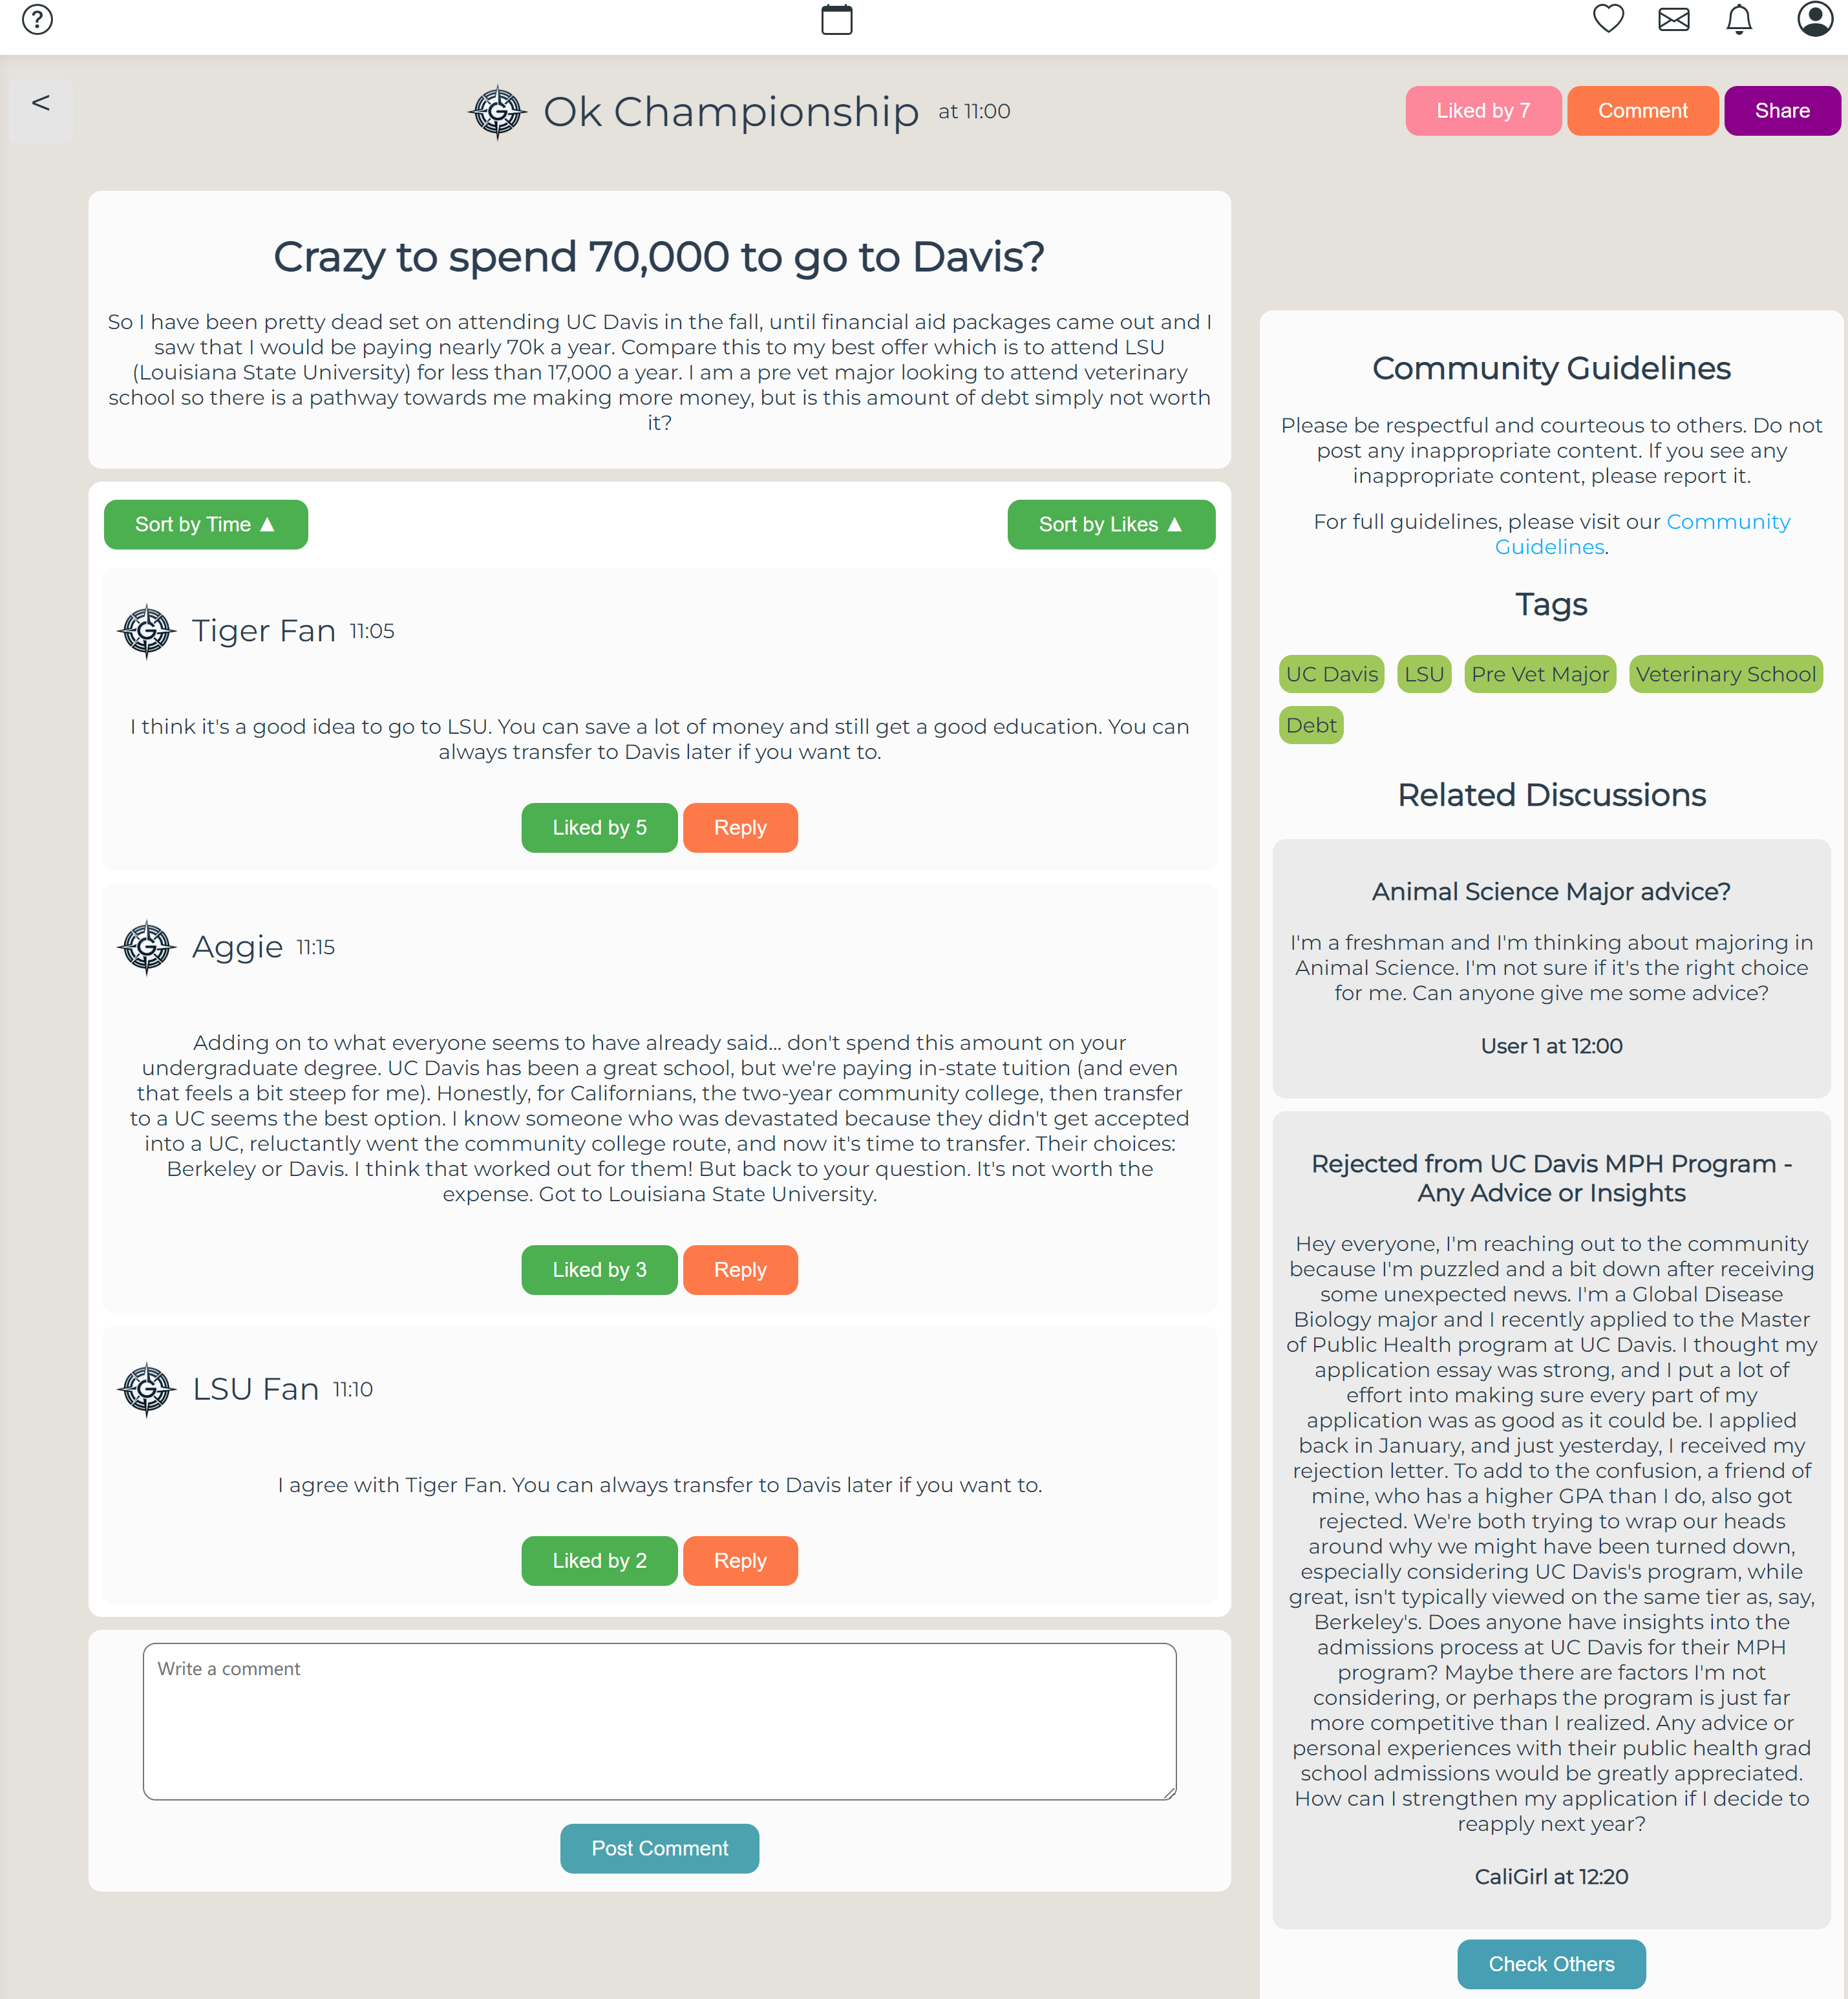 ?
<
Ok Championship at 11:00
Liked by 7
Comment
Share
Crazy to spend 70,000 to go to Davis?
So I have been pretty dead set on attending UC Davis in the fall, until financial aid packages came out and I
saw that I would be paying nearly 70k a year. Compare this to my best offer which is to attend LSU
(Louisiana State University) for less than 17,000 a year. I am a pre vet major looking to attend veterinary
school so there is a pathway towards me making more money, but is this amount of debt simply not worth
it?
Sort by Time ▲
Sort by Likes ▲
G
Tiger Fan 11:05
I think it's a good idea to go to LSU. You can save a lot of money and still get a good education. You can
always transfer to Davis later if you want to.
Liked by 5
Reply
G
Aggie 11:15
Adding on to what everyone seems to have already said... don't spend this amount on your
undergraduate degree. UC Davis has been a great school, but we're paying in-state tuition (and even
that feels a bit steep for me). Honestly, for Californians, the two-year community college, then transfer
to a UC seems the best option. I know someone who was devastated because they didn't get accepted
into a UC, reluctantly went the community college route, and now it's time to transfer. Their choices:
Berkeley or Davis. I think that worked out for them! But back to your question. It's not worth the
expense. Got to Louisiana State University.
Liked by 3
Reply
G
LSU Fan 11:10
I agree with Tiger Fan. You can always transfer to Davis later if you want to.
Liked by 2
Reply
Write a comment
Post Comment
Community Guidelines
Please be respectful and courteous to others. Do not
post any inappropriate content. If you see any
inappropriate content, please report it.
For full guidelines, please visit our Community
Guidelines.
Tags
UC Davis LSU Pre Vet Major Veterinary School
Debt
Related Discussions
Animal Science Major advice?
I'm a freshman and I'm thinking about majoring in
Animal Science. I'm not sure if it's the right choice
for me. Can anyone give me some advice?
User 1 at 12:00
Rejected from UC Davis MPH Program -
Any Advice or Insights
Hey everyone, I'm reaching out to the community
because I'm puzzled and a bit down after receiving
some unexpected news. I'm a Global Disease
Biology major and I recently applied to the Master
of Public Health program at UC Davis. I thought my
application essay was strong, and I put a lot of
effort into making sure every part of my
application was as good as it could be. I applied
back in January, and just yesterday, I received my
rejection letter. To add to the confusion, a friend of
mine, who has a higher GPA than I do, also got
rejected. We're both trying to wrap our heads
around why we might have been turned down,
especially considering UC Davis's program, while
great, isn't typically viewed on the same tier as, say,
Berkeley's. Does anyone have insights into the
admissions process at UC Davis for their MPH
program? Maybe there are factors I'm not
considering, or perhaps the program is just far
more competitive than I realized. Any advice or
personal experiences with their public health grad
school admissions would be greatly appreciated.
How can I strengthen my application if I decide to
reapply next year?
CaliGirl at 12:20
Check Others